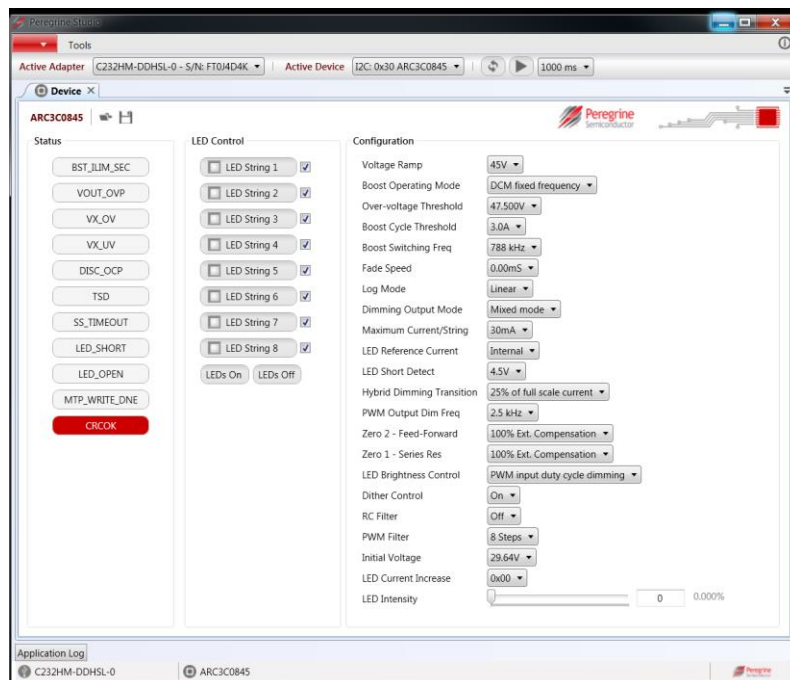 Peregrine Studio
Tools
Active Adapter C232HM-DDHSL-0 - S/N: FT0J4D4K Active Device I2C: 0x30 ARC3C0845 1000 ms
Device
ARC3C0845 Peregrine Semiconductor
Status
BST_ILIM_SEC
VOUT_OVP
VX_OV
VX_UV
DISC_OCP
TSD
SS_TIMEOUT
LED_SHORT
LED_OPEN
MTP_WRITE_DNE
CRCOK
LED Control
LED String 1
LED String 2
LED String 3
LED String 4
LED String 5
LED String 6
LED String 7
LED String 8
LEDs On LEDs Off
Configuration
Voltage Ramp 45V
Boost Operating Mode DCM fixed frequency
Over-voltage Threshold 47.500V
Boost Cycle Threshold 3.0A
Boost Switching Freq 788 kHz
Fade Speed 0.00mS
Log Mode Linear
Dimming Output Mode Mixed mode
Maximum Current/String 30mA
LED Reference Current Internal
LED Short Detect 4.5V
Hybrid Dimming Transition 25% of full scale current
PWM Output Dim Freq 2.5 kHz
Zero 2 - Feed-Forward 100% Ext. Compensation
Zero 1 - Series Res 100% Ext. Compensation
LED Brightness Control PWM input duty cycle dimming
Dither Control On
RC Filter Off
PWM Filter 8 Steps
Initial Voltage 29.64V
LED Current Increase 0x00
LED Intensity 0 0.000%
Application Log
C232HM-DDHSL-0 ARC3C0845 Peregrine